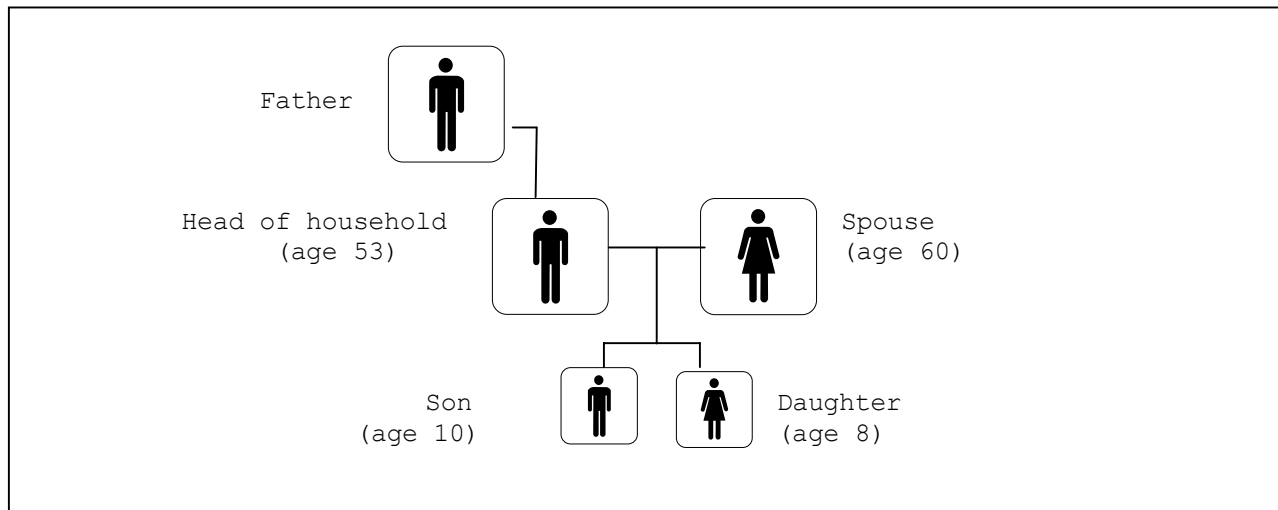 Father
Head of household
(age 53)
Spouse
(age 60)
Son
(age 10)
Daughter
(age 8)